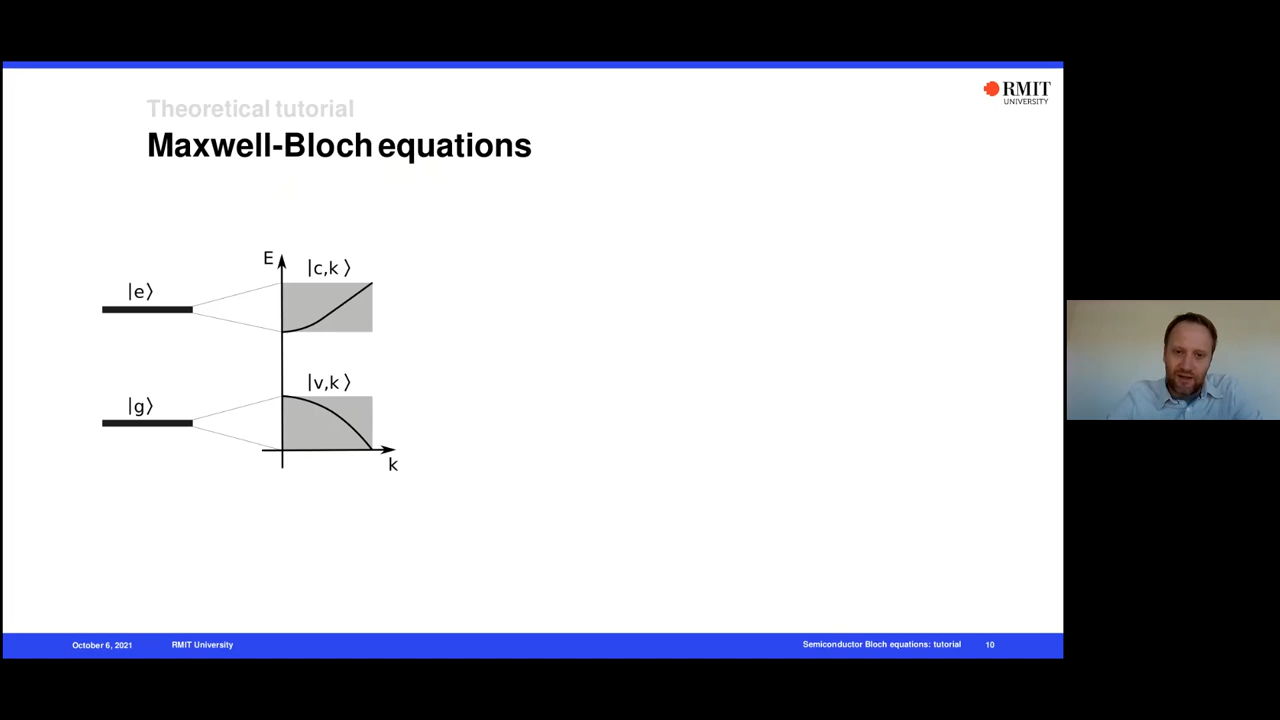 RMIT
UNIVERSITY
Theoretical tutorial
Maxwell-Bloch equations
E
|c,k⟩
|e⟩
|v,k⟩
|g⟩
k
October 6, 2021
RMIT University
Semiconductor Bloch equations: tutorial
10